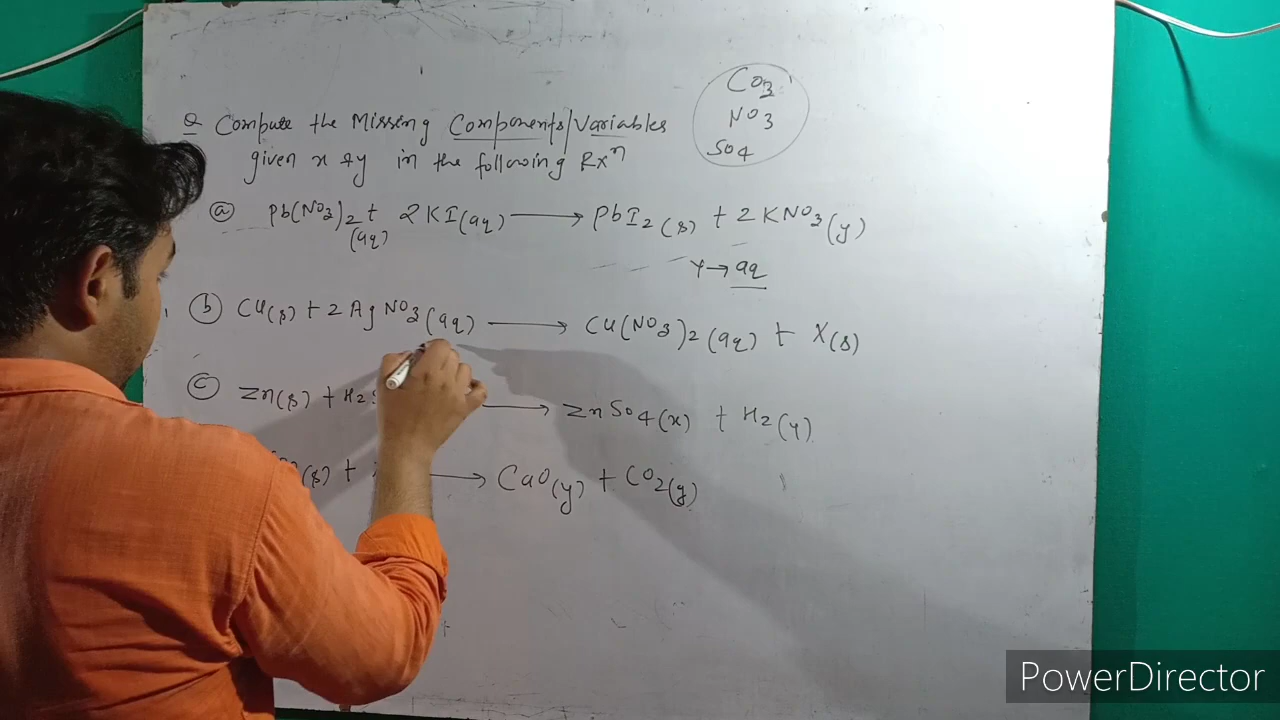 Q Compute the Missing Components/Variables
given x & y in the following Rxⁿ
CO3
NO3
SO4
(a) Pb(NO3)2(aq) + 2KI(aq) → PbI2(s) + 2KNO3(y)
y → aq
(b) Cu(s) + 2AgNO3(aq) → Cu(NO3)2(aq) + X(s)
(c) Zn(s) + H2 → ZnSO4(x) + H2(y)
(s) + → CaO(y) + CO2(y)
PowerDirector